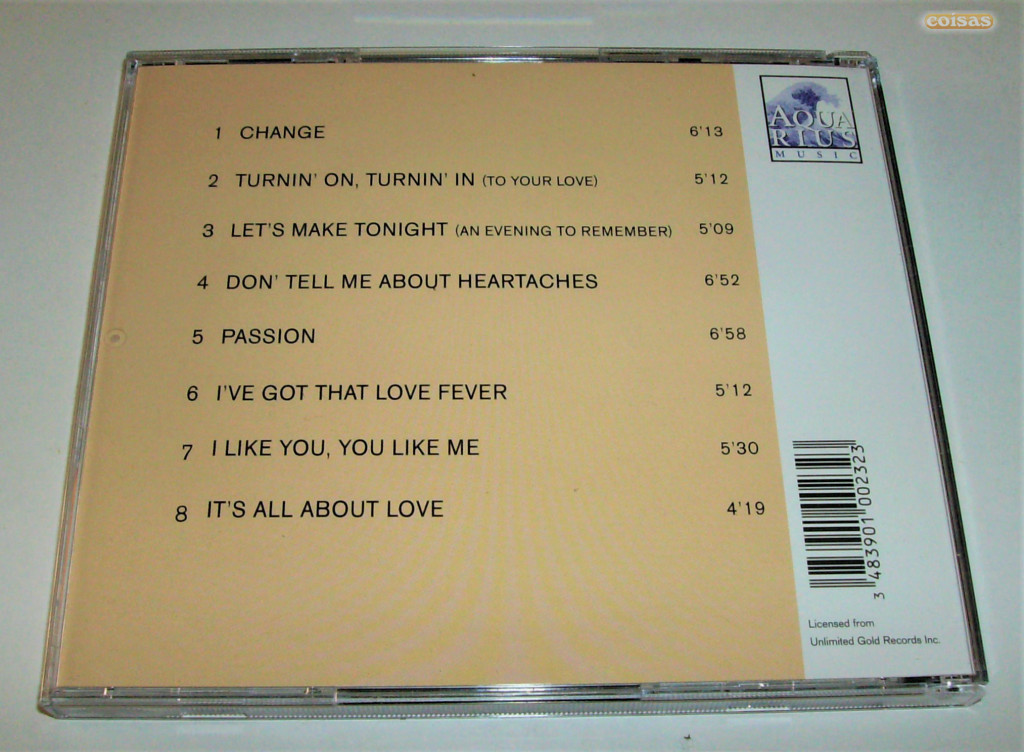 coisas
AQUA
RIUS
MUSIC
1 CHANGE 6'13
2 TURNIN' ON, TURNIN' IN (TO YOUR LOVE) 5'12
3 LET'S MAKE TONIGHT (AN EVENING TO REMEMBER) 5'09
4 DON' TELL ME ABOUT HEARTACHES 6'52
5 PASSION 6'58
6 I'VE GOT THAT LOVE FEVER 5'12
7 I LIKE YOU, YOU LIKE ME 5'30
8 IT'S ALL ABOUT LOVE 4'19
3 483901 002323
Licensed from
Unlimited Gold Records Inc.